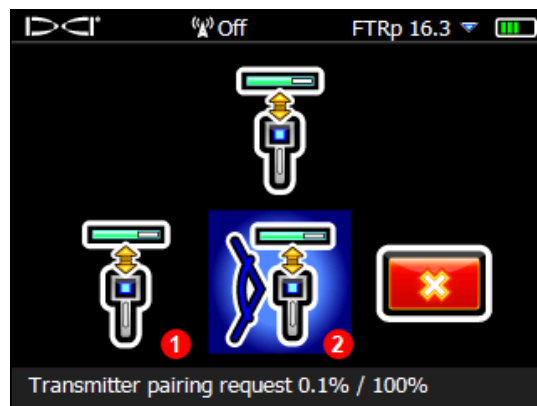 DCI
Off FTRp 16.3
1 2
Transmitter pairing request 0.1% / 100%